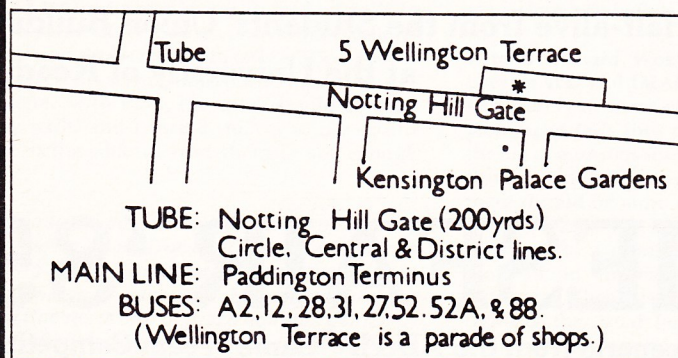 Tube 5 Wellington Terrace
*
Notting Hill Gate
Kensington Palace Gardens
TUBE: Notting Hill Gate (200yrds)
Circle, Central & District lines.
MAIN LINE: Paddington Terminus
BUSES: A2, 12, 28, 31, 27. 52. 52A, & 88.
(Wellington Terrace is a parade of shops.)